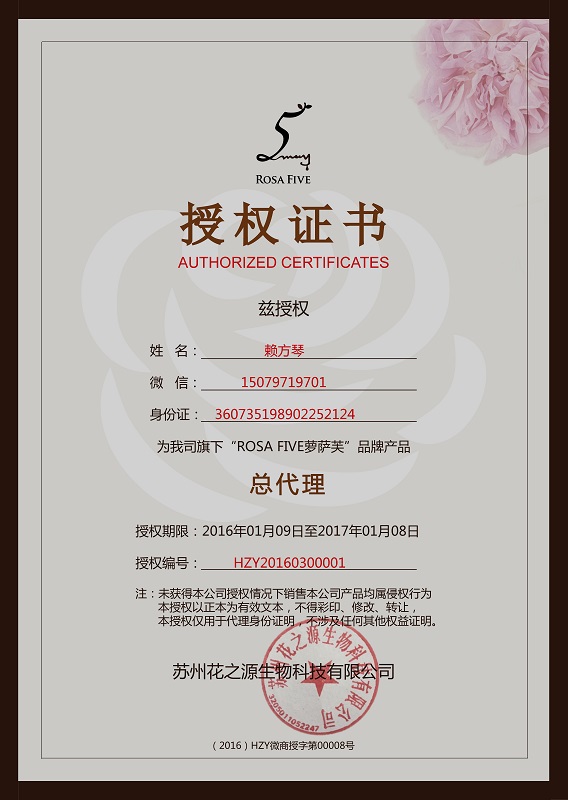 5
may
ROSA FIVE
授权证书
AUTHORIZED CERTIFICATES
兹授权
姓 名：赖方琴
微 信：15079719701
身份证：360735198902252124
为我司旗下“ROSA FIVE萝萨芙”品牌产品
总代理
授权期限：2016年01月09日至2017年01月08日
授权编号：HZY20160300001
注：未获得本公司授权情况下销售本公司产品均属侵权行为
本授权以正本为有效文本，不得彩印、修改、转让，
本授权仅用于代理身份证明，不涉及任何其他权益证明。
苏州花之源生物科技有限公司
苏州花之源生物科技有限公司
3205011052247
（2016）HZY微商授字第00008号